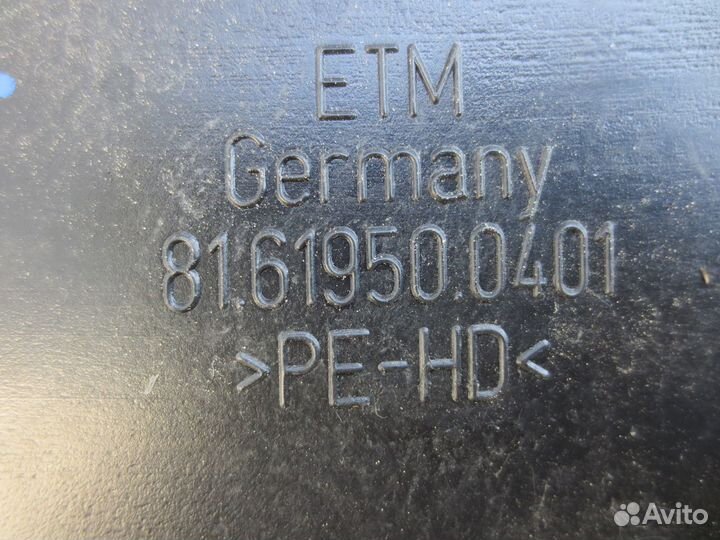 ETM
Germany
81.61950.0401
>PE-HD<
Avito